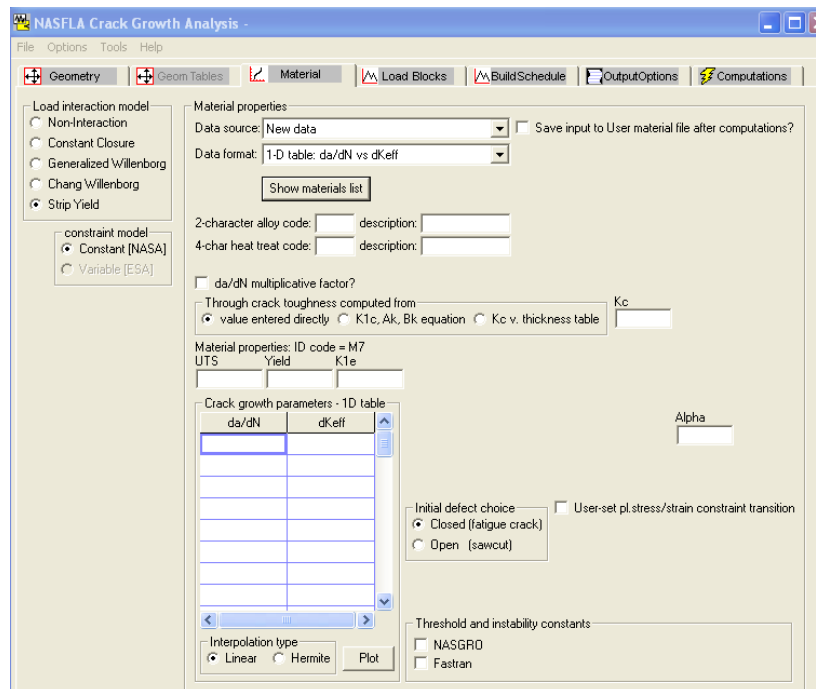 NASFLA Crack Growth Analysis -
File Options Tools Help
Geometry Geom Tables Material Load Blocks BuildSchedule OutputOptions Computations
Load interaction model
Non-Interaction
Constant Closure
Generalized Willenborg
Chang Willenborg
Strip Yield
constraint model
Constant [NASA]
Variable [ESA]
Material properties
Data source: New data Save input to User material file after computations?
Data format: 1-D table: da/dN vs dKeff
Show materials list
2-character alloy code: description:
4-char heat treat code: description:
da/dN multiplicative factor?
Through crack toughness computed from Kc
value entered directly K1c, Ak, Bk equation Kc v. thickness table
Material properties: ID code = M7
UTS Yield K1e
Crack growth parameters - 1D table
da/dN dKeff
Alpha
Initial defect choice
Closed (fatigue crack)
Open (sawcut)
User-set pl.stress/strain constraint transition
Interpolation type
Linear Hermite Plot
Threshold and instability constants
NASGRO
Fastran